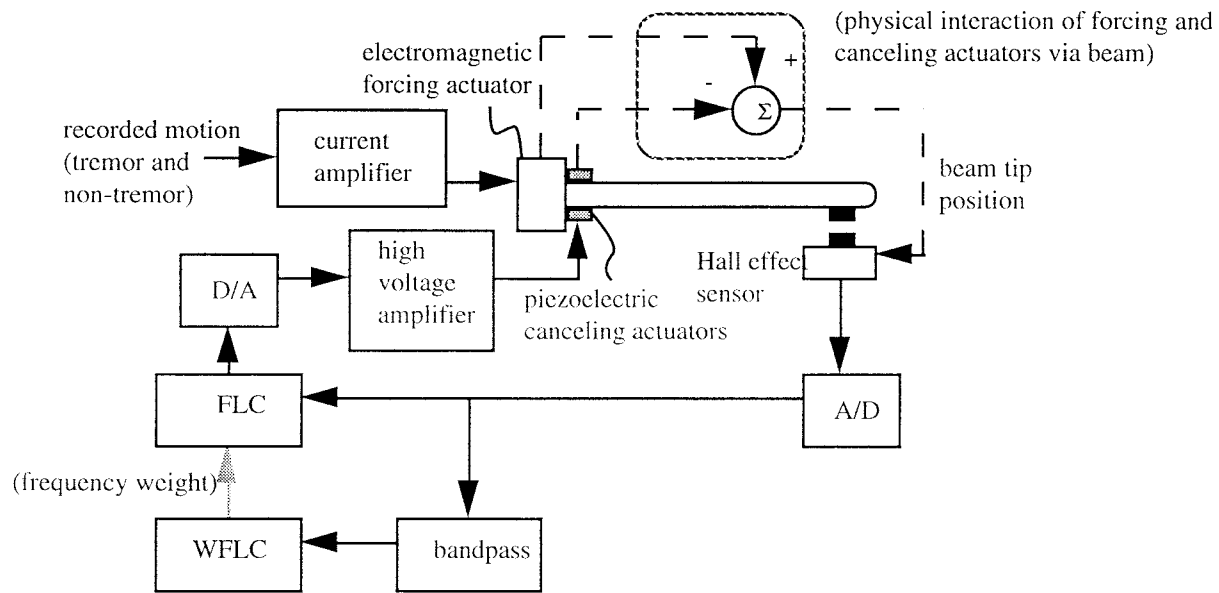 (physical interaction of forcing and
canceling actuators via beam)
electromagnetic
forcing actuator
+
-
Σ
recorded motion
(tremor and
non-tremor)
current
amplifier
beam tip
position
high
voltage
amplifier
Hall effect
sensor
D/A
piezoelectric
canceling actuators
FLC
A/D
(frequency weight)
WFLC
bandpass